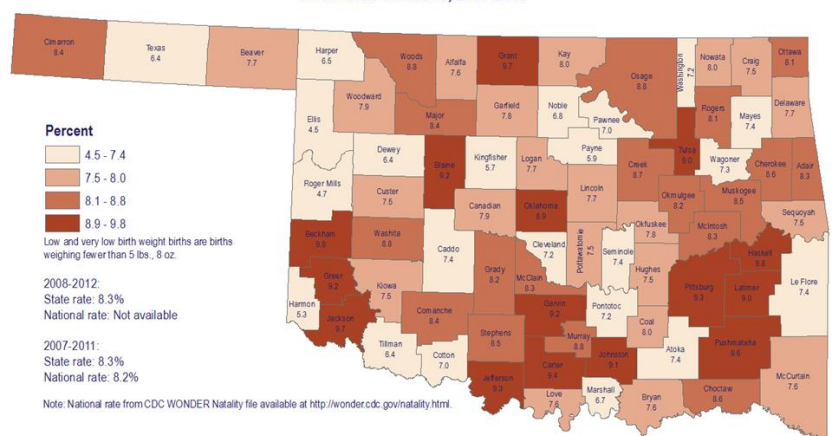 Cimarron
8.4
Texas
6.4
Beaver
7.7
Harper
6.5
Woods
8.8
Alfalfa
7.6
Grant
9.7
Kay
8.0
Osage
8.8
Washington
7.2
Nowata
8.0
Craig
7.5
Ottawa
8.1
Ellis
4.5
Woodward
7.9
Major
8.4
Garfield
7.8
Noble
6.8
Pawnee
7.0
Rogers
8.1
Mayes
7.4
Delaware
7.7
Percent
4.5 - 7.4
7.5 - 8.0
8.1 - 8.8
8.9 - 9.8
Low and very low birth weight births are births
weighing fewer than 5 lbs., 8 oz.
2008-2012:
State rate: 8.3%
National rate: Not available
2007-2011:
State rate: 8.3%
National rate: 8.2%
Dewey
6.4
Blaine
9.2
Kingfisher
5.7
Logan
7.7
Payne
5.9
Creek
8.7
Tulsa
Wagoner
7.3
Cherokee
8.6
Adair
8.3
Roger Mills
4.7
Custer
7.5
Canadian
7.9
Oklahoma
8.9
Lincoln
7.7
Okmulgee
8.2
Muskogee
8.5
Sequoyah
7.5
Beckham
Washita
8.8
Caddo
7.4
Grady
8.2
McClain
8.3
Cleveland
7.2
Pottawatomie
7.5
Seminole
7.4
Okfuskee
7.8
McIntosh
8.3
Haskell
Hughes
7.5
Pittsburg
9.3
Latimer
9.0
Le Flore
7.4
Greer
9.2
Harmon
5.3
Jackson
9.7
Kiowa
7.5
Comanche
8.4
Stephens
8.5
Garvin
9.2
Murray
8.8
Pontotoc
7.2
Coal
8.0
Tillman
6.4
Cotton
7.0
Jefferson
9.3
Carter
9.4
Johnston
9.1
Atoka
7.4
Pushmataha
9.6
McCurtain
7.6
Love
7.6
Marshall
6.7
Bryan
7.6
Choctaw
8.6
Note: National rate from CDC WONDER Natality file available at http://wonder.cdc.gov/natality.html.